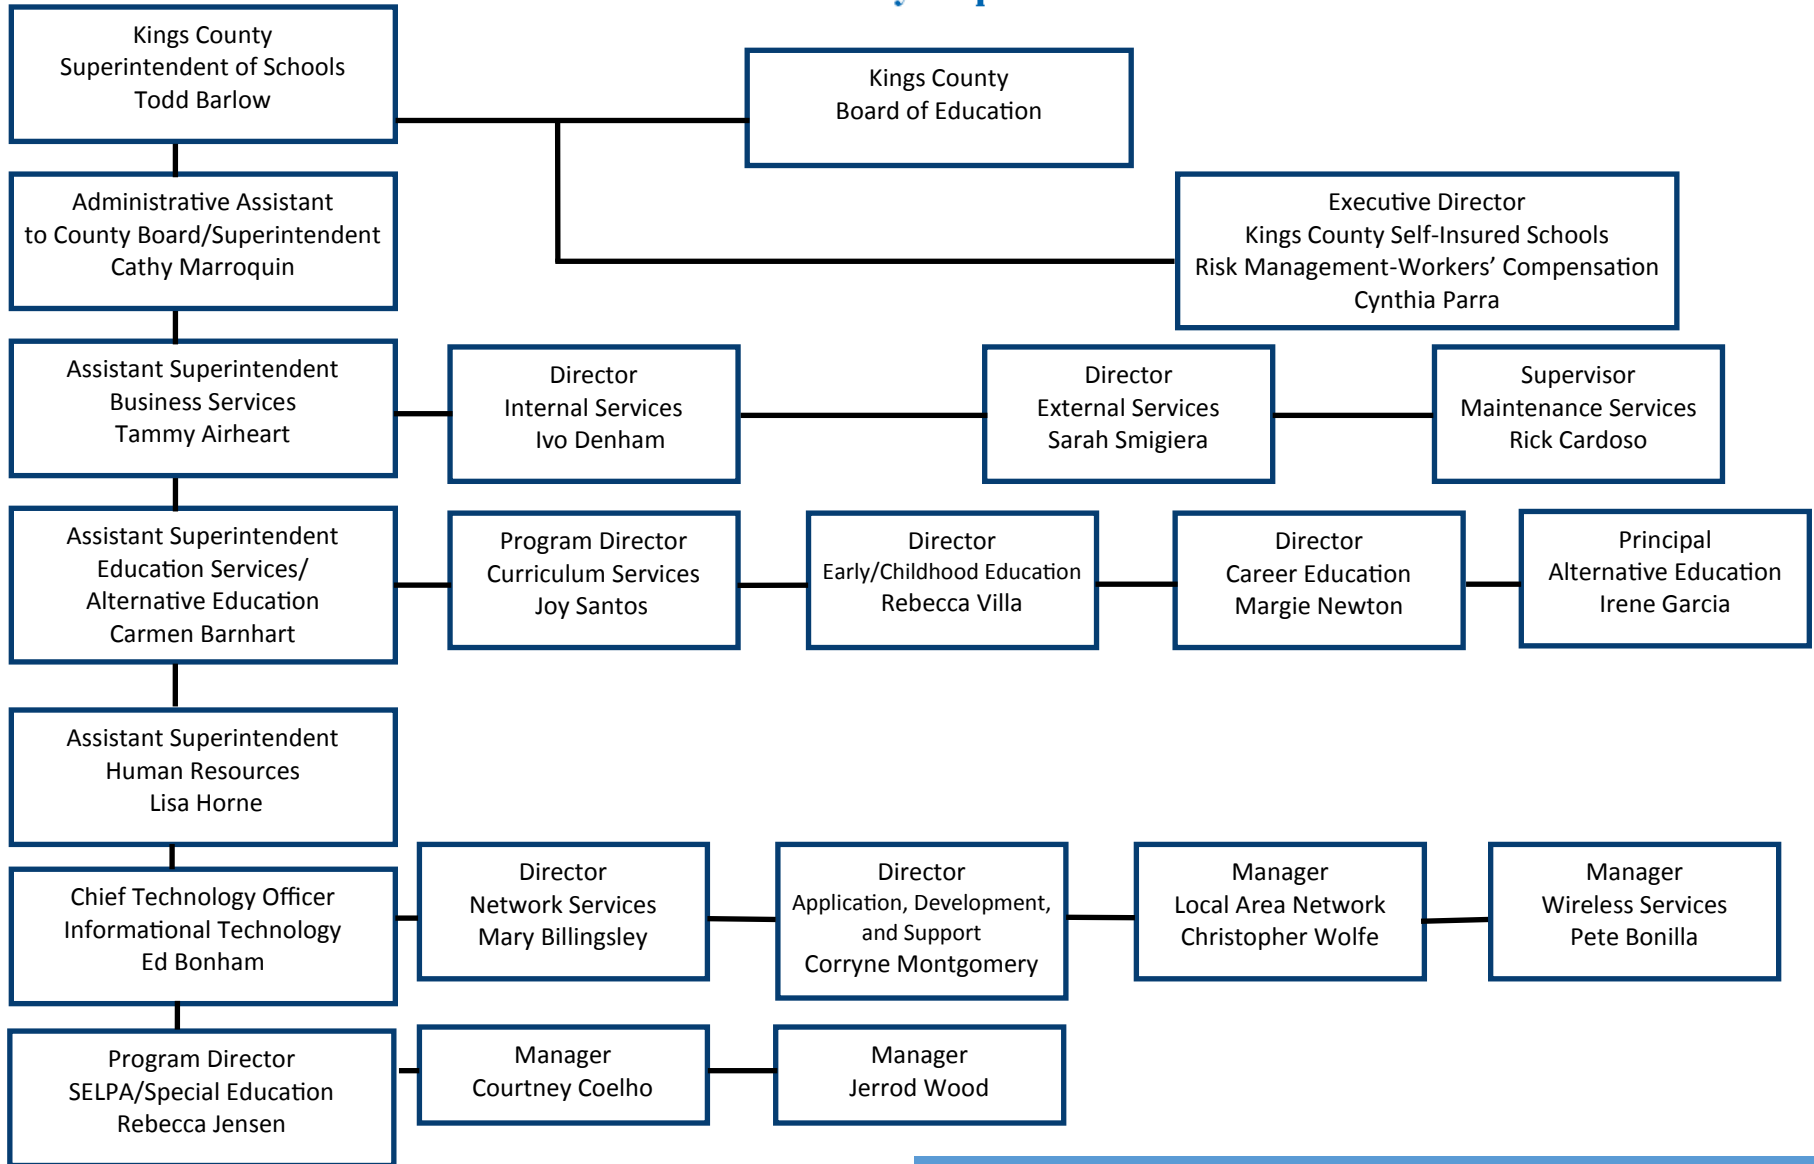 Kings County
Superintendent of Schools
Todd Barlow
Kings County
Board of Education
Administrative Assistant
to County Board/Superintendent
Cathy Marroquin
Executive Director
Kings County Self-Insured Schools
Risk Management-Workers’ Compensation
Cynthia Parra
Assistant Superintendent
Business Services
Tammy Airheart
Director
Internal Services
Ivo Denham
Director
External Services
Sarah Smigiera
Supervisor
Maintenance Services
Rick Cardoso
Assistant Superintendent
Education Services/
Alternative Education
Carmen Barnhart
Program Director
Curriculum Services
Joy Santos
Director
Early/Childhood Education
Rebecca Villa
Director
Career Education
Margie Newton
Principal
Alternative Education
Irene Garcia
Assistant Superintendent
Human Resources
Lisa Horne
Chief Technology Officer
Informational Technology
Ed Bonham
Director
Network Services
Mary Billingsley
Director
Application, Development,
and Support
Corryne Montgomery
Manager
Local Area Network
Christopher Wolfe
Manager
Wireless Services
Pete Bonilla
Program Director
SELPA/Special Education
Rebecca Jensen
Manager
Courtney Coelho
Manager
Jerrod Wood